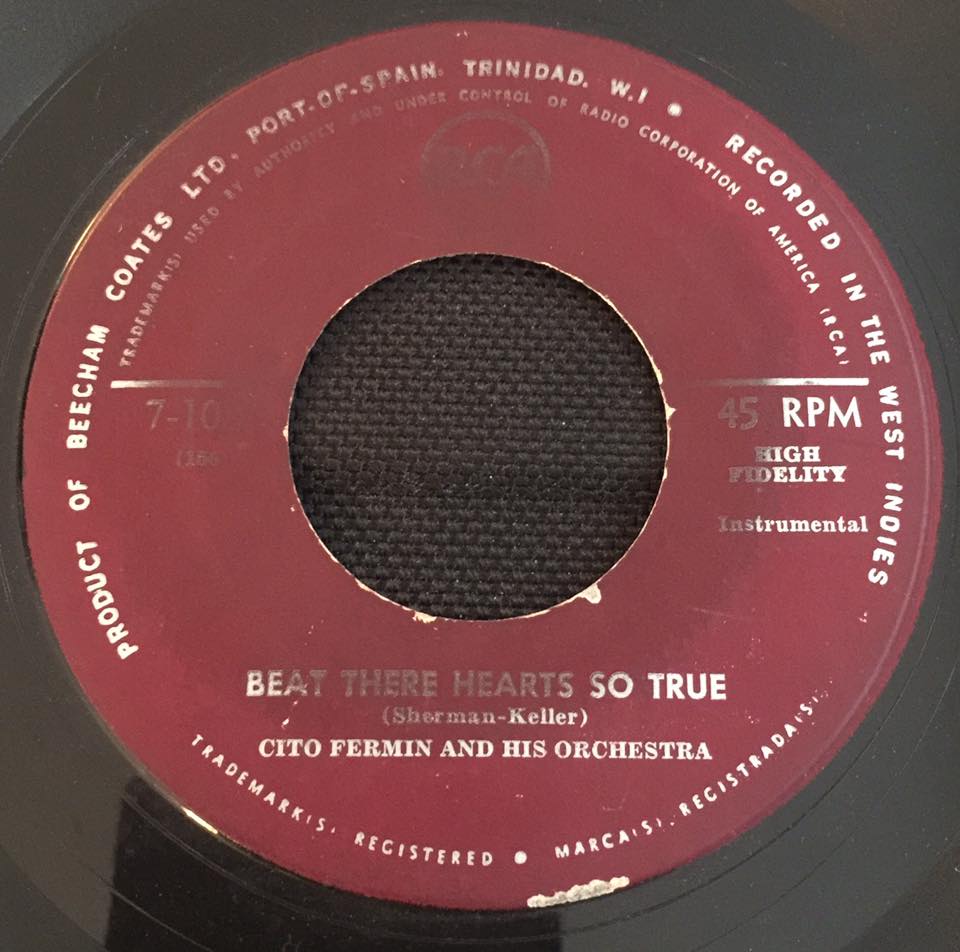 PRODUCT OF BEECHAM COATES LTD. PORT-OF-SPAIN. TRINIDAD. W.I ● RECORDED IN THE WEST INDIES
TRADEMARK(S) USED BY AUTHORITY AND UNDER CONTROL OF RADIO CORPORATION OF AMERICA (RCA)
RCA
7-10
45 RPM
HIGH
FIDELITY
Instrumental
BEAT THERE HEARTS SO TRUE
(Sherman-Keller)
CITO FERMIN AND HIS ORCHESTRA
TRADEMARK(S). REGISTERED ● MARCA(S). REGISTRADA(S).